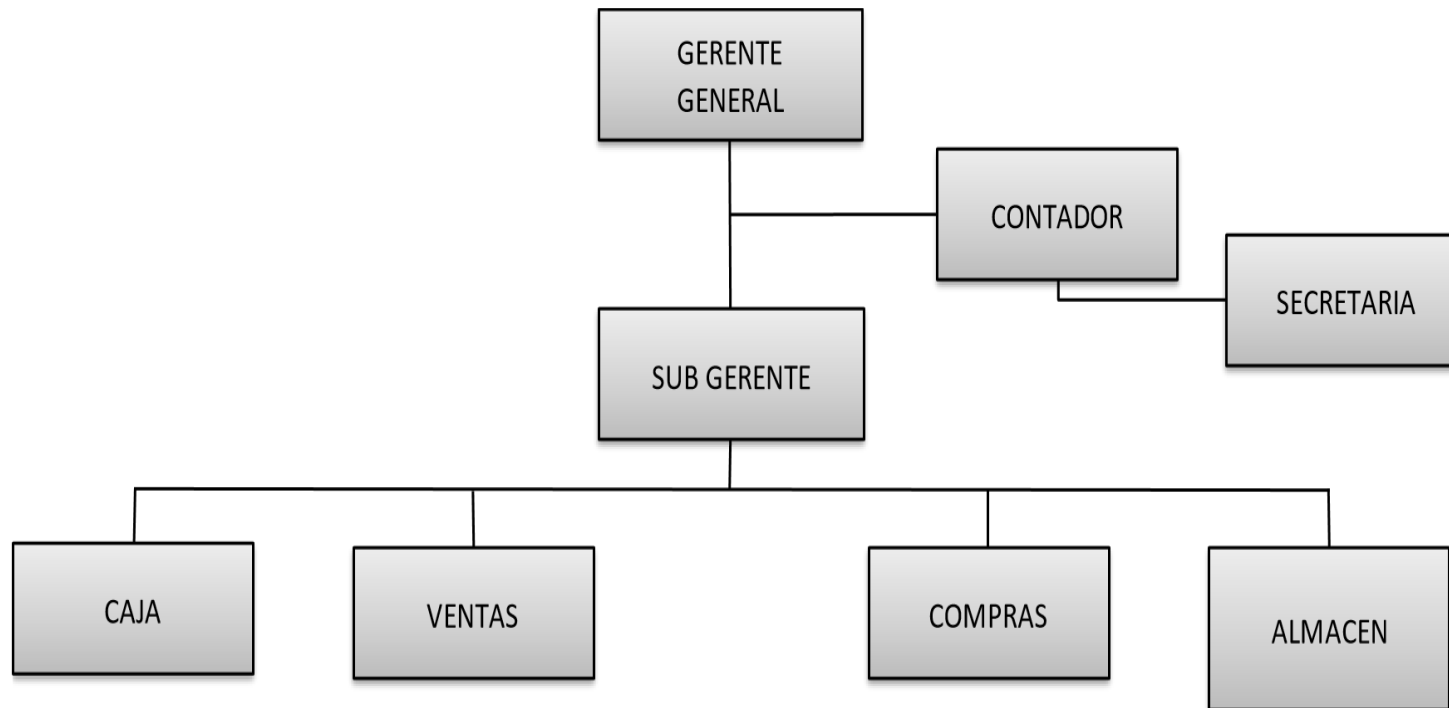 GERENTE
GENERAL
CONTADOR
SECRETARIA
SUB GERENTE
CAJA
VENTAS
COMPRAS
ALMACEN